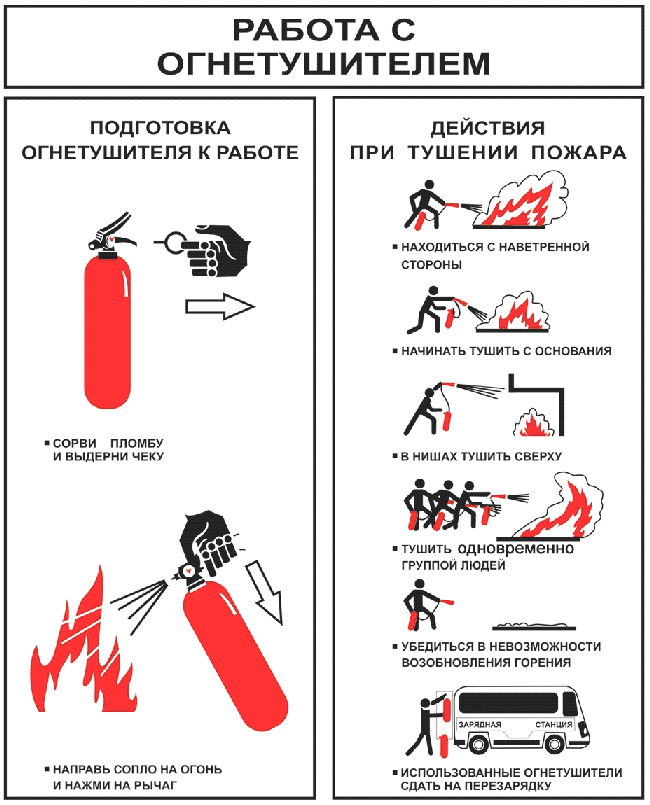 РАБОТА С
ОГНЕТУШИТЕЛЕМ
ПОДГОТОВКА
ОГНЕТУШИТЕЛЯ К РАБОТЕ
СОРВИ ПЛОМБУ
И ВЫДЕРНИ ЧЕКУ
НАПРАВЬ СОПЛО НА ОГОНЬ
И НАЖМИ НА РЫЧАГ
ДЕЙСТВИЯ
ПРИ ТУШЕНИИ ПОЖАРА
НАХОДИТЬСЯ С НАВЕТРЕННОЙ
СТОРОНЫ
НАЧИНАТЬ ТУШИТЬ С ОСНОВАНИЯ
В НИШАХ ТУШИТЬ СВЕРХУ
ТУШИТЬ одновременно
ГРУППОЙ ЛЮДЕЙ
УБЕДИТЬСЯ В НЕВОЗМОЖНОСТИ
ВОЗОБНОВЛЕНИЯ ГОРЕНИЯ
ЗАРЯДНАЯ СТАНЦИЯ
ИСПОЛЬЗОВАННЫЕ ОГНЕТУШИТЕЛИ
СДАТЬ НА ПЕРЕЗАРЯДКУ